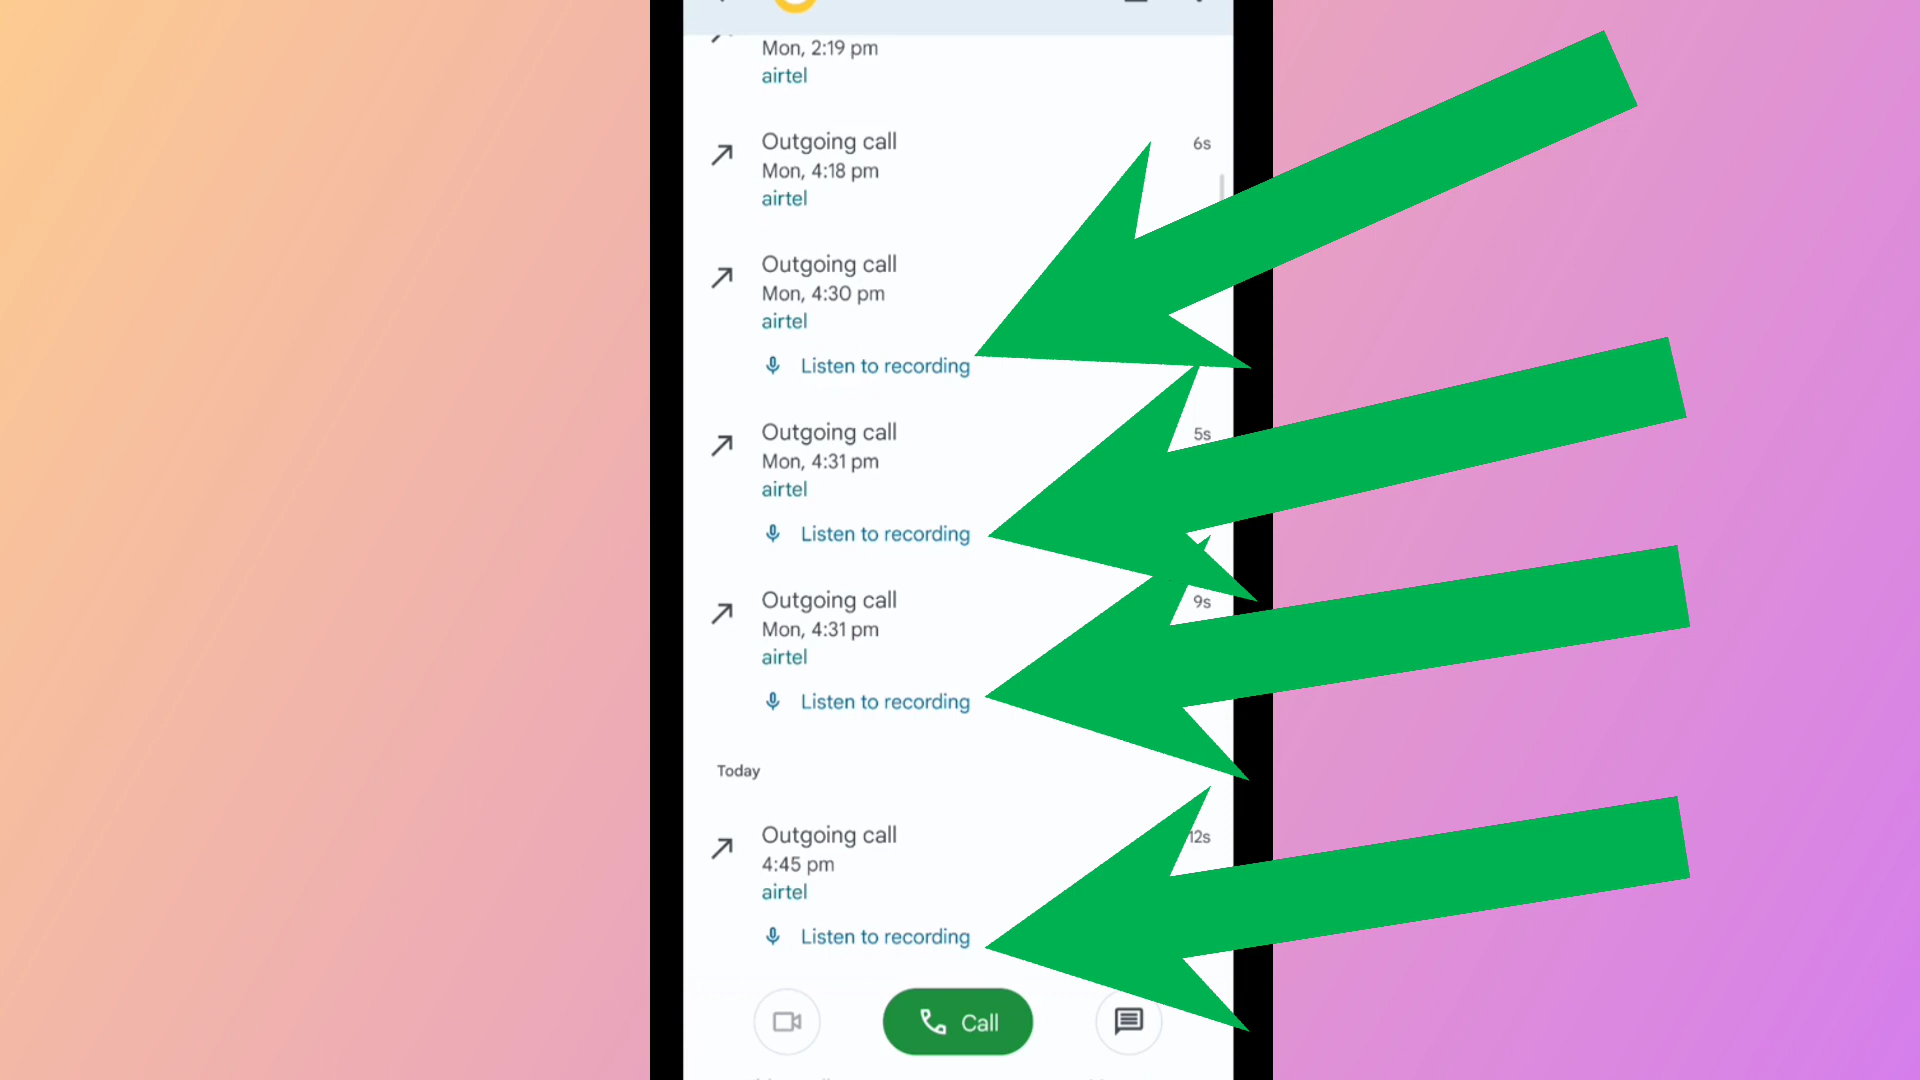 Mon, 2:19 pm
airtel
Outgoing call
6s
Mon, 4:18 pm
airtel
Outgoing call
Mon, 4:30 pm
airtel
Listen to recording
Outgoing call
5s
Mon, 4:31 pm
airtel
Listen to recording
Outgoing call
9s
Mon, 4:31 pm
airtel
Listen to recording
Today
Outgoing call
12s
4:45 pm
airtel
Listen to recording
Call